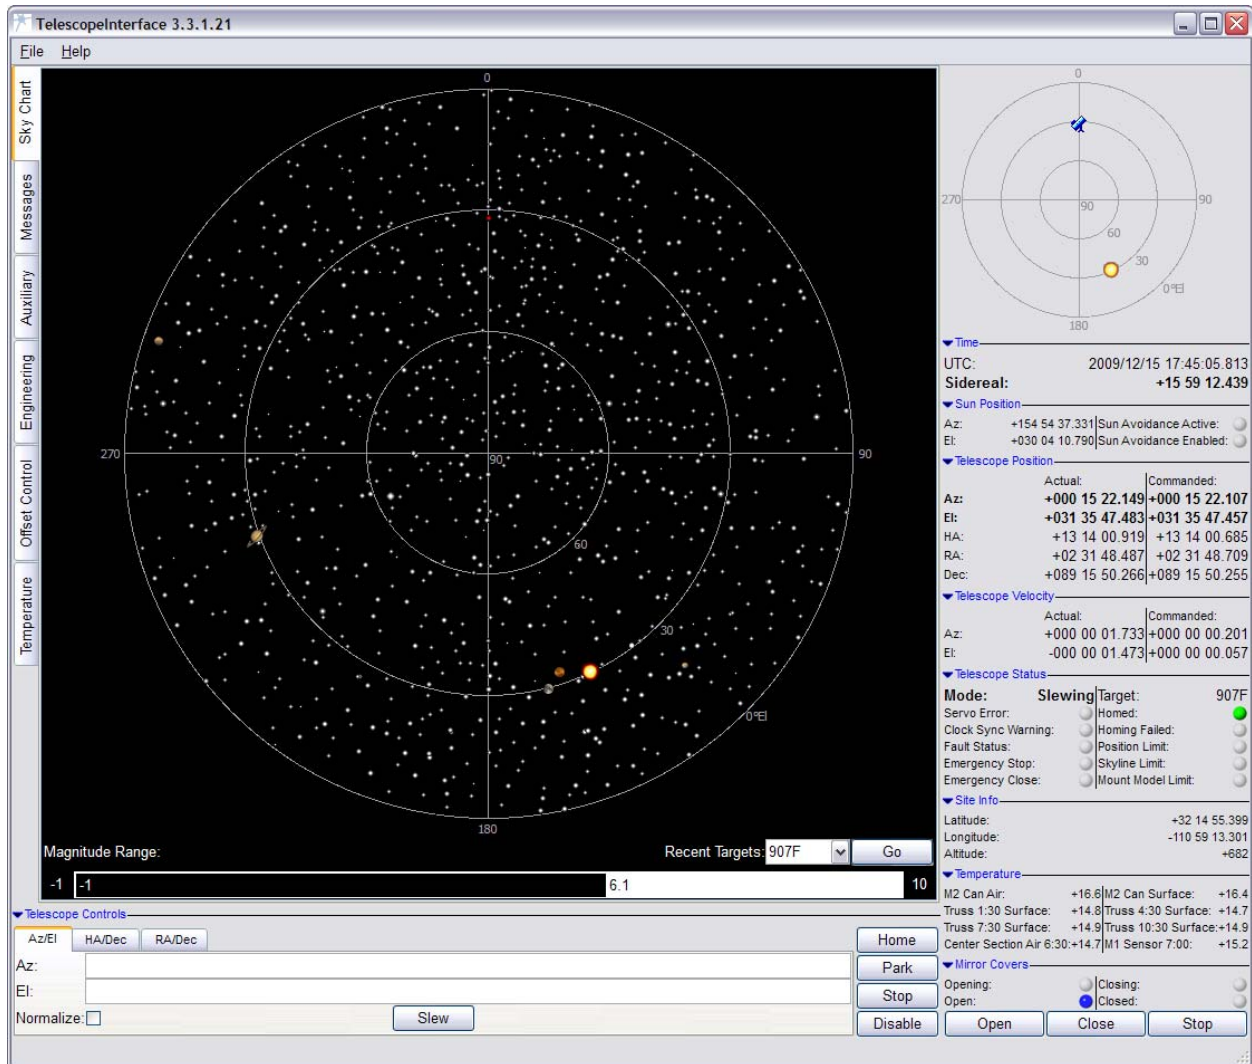 TelescopeInterface 3.3.1.21
File Help
Sky Chart
Messages
Auxiliary
Engineering
Offset Control
Temperature
0
270
90
90
60
30
0ºEl
180
Magnitude Range:
Recent Targets: 907F Go
-1 -1 6.1 10
0
270
90
90
60
30
0ºEl
180
Time
UTC: 2009/12/15 17:45:05.813
Sidereal: +15 59 12.439
Sun Position
Az: +154 54 37.331 Sun Avoidance Active:
El: +030 04 10.790 Sun Avoidance Enabled:
Telescope Position
Actual: Commanded:
Az: +000 15 22.149 +000 15 22.107
El: +031 35 47.483 +031 35 47.457
HA: +13 14 00.919 +13 14 00.685
RA: +02 31 48.487 +02 31 48.709
Dec: +089 15 50.266 +089 15 50.255
Telescope Velocity
Actual: Commanded:
Az: +000 00 01.733 +000 00 00.201
El: -000 00 01.473 +000 00 00.057
Telescope Status
Mode: Slewing Target: 907F
Servo Error: Homed:
Clock Sync Warning: Homing Failed:
Fault Status: Position Limit:
Emergency Stop: Skyline Limit:
Emergency Close: Mount Model Limit:
Site Info
Latitude: +32 14 55.399
Longitude: -110 59 13.301
Altitude: +682
Temperature
M2 Can Air: +16.6 M2 Can Surface: +16.4
Truss 1:30 Surface: +14.8 Truss 4:30 Surface: +14.7
Truss 7:30 Surface: +14.9 Truss 10:30 Surface:+14.9
Center Section Air 6:30:+14.7 M1 Sensor 7:00: +15.2
Mirror Covers
Opening: Closing:
Open: Closed:
Open Close Stop
Telescope Controls
Az/El HA/Dec RA/Dec
Az:
El:
Normalize: Slew
Home
Park
Stop
Disable